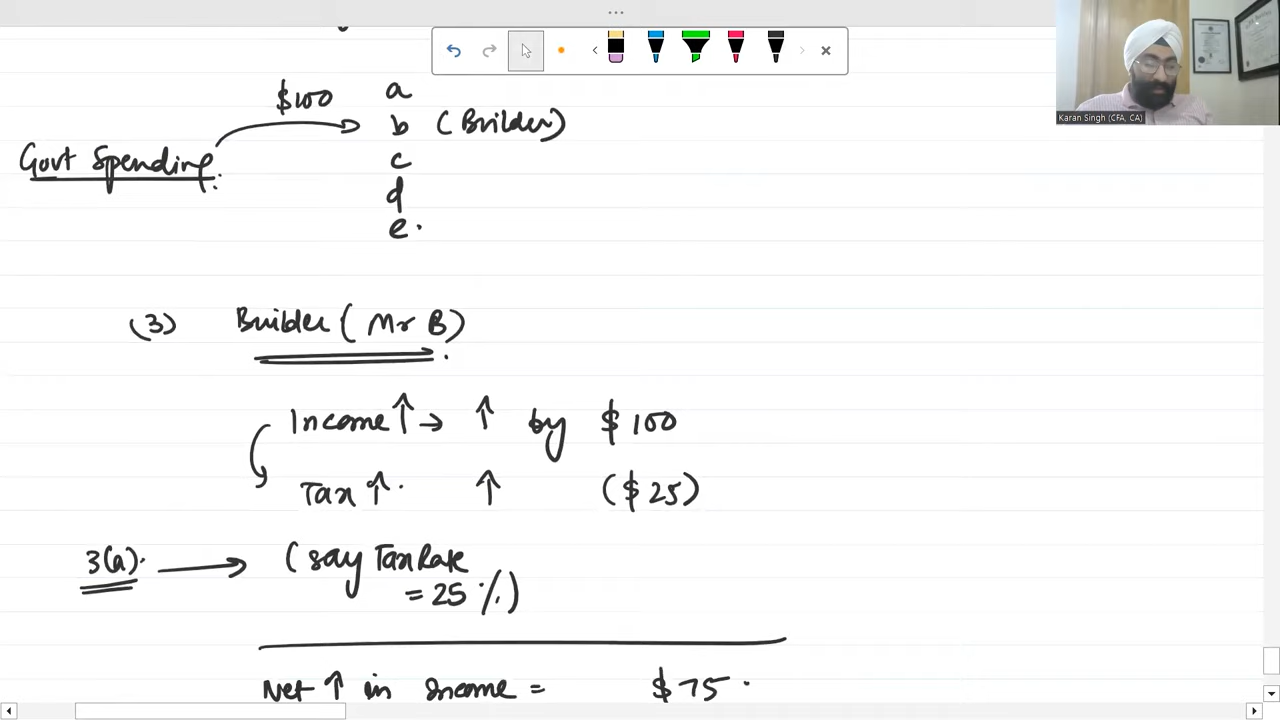 $100
a
b (Builder)
Govt Spending
c
d
e
Karan Singh (CFA, CA)
(3) Builder (Mr B)
Income ↑ → ↑ by $100
Tax ↑ ↑ ($25)
3(a) → (say Tax Rate
= 25%)
Net ↑ in Income = $75